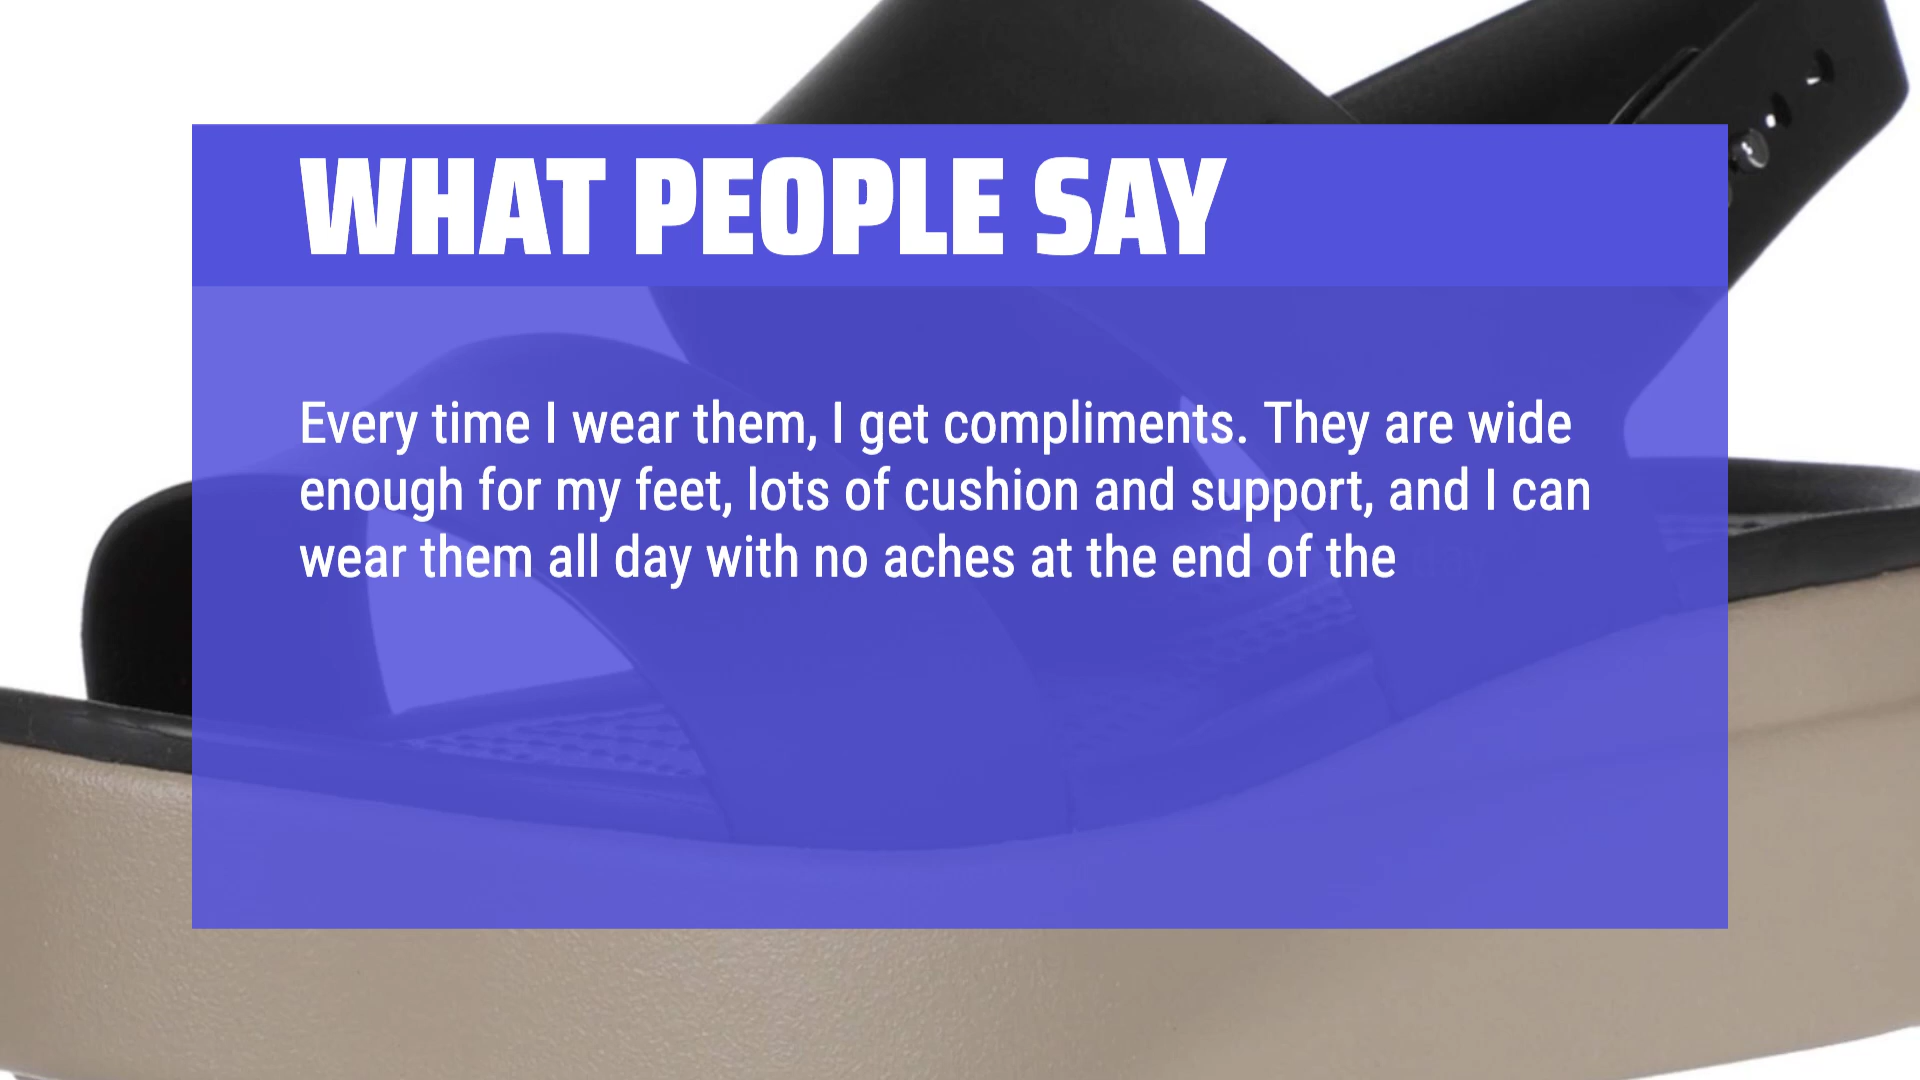 WHAT PEOPLE SAY
Every time I wear them, I get compliments. They are wide
enough for my feet, lots of cushion and support, and I can
wear them all day with no aches at the end of the day